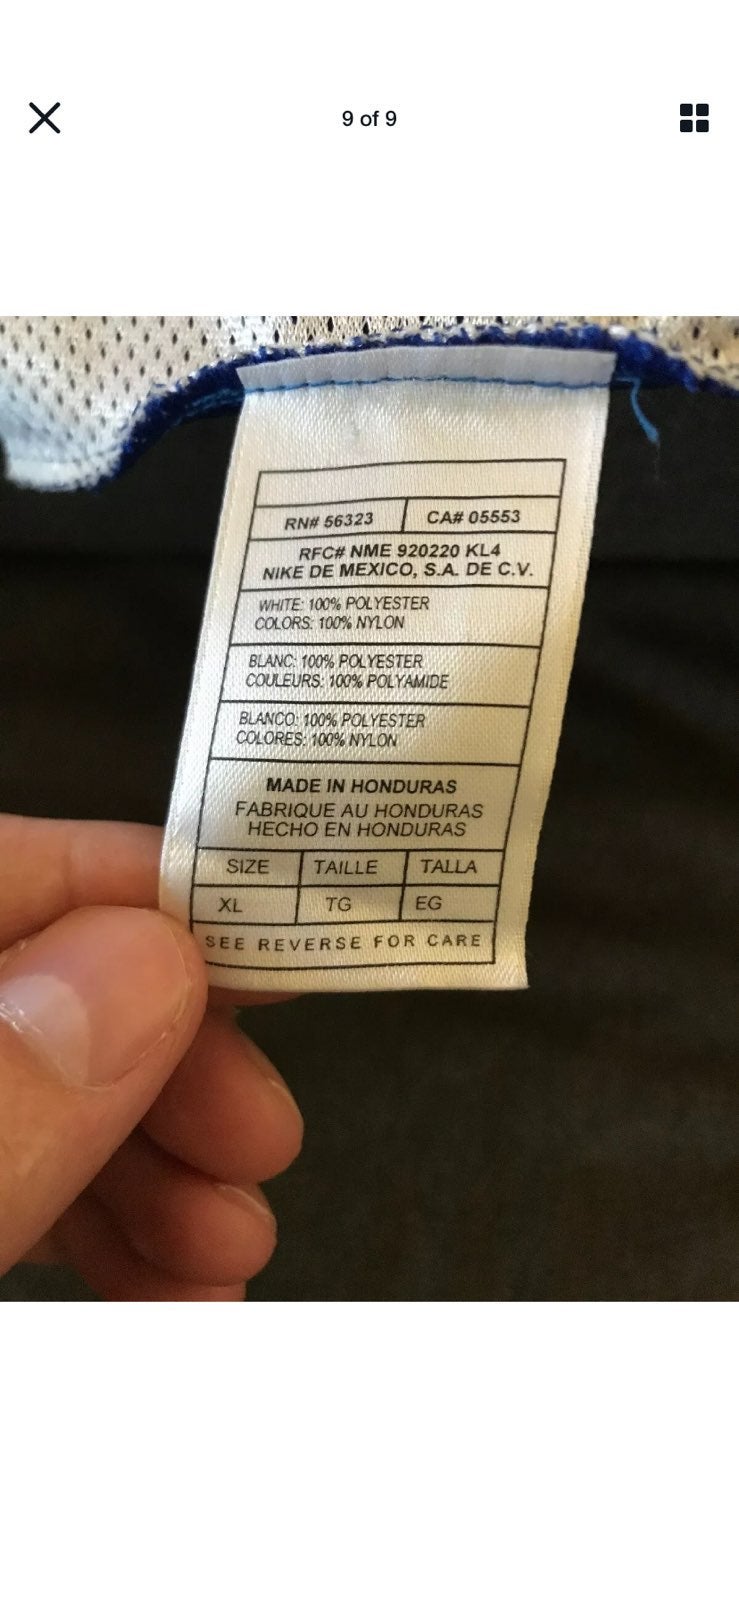 9 of 9
RN# 56323 CA# 05553
RFC# NME 920220 KL4
NIKE DE MEXICO, S.A. DE C.V.
WHITE: 100% POLYESTER
COLORS: 100% NYLON
BLANC: 100% POLYESTER
COULEURS: 100% POLYAMIDE
BLANCO: 100% POLYESTER
COLORES: 100% NYLON
MADE IN HONDURAS
FABRIQUE AU HONDURAS
HECHO EN HONDURAS
SIZE TAILLE TALLA
XL TG EG
SEE REVERSE FOR CARE